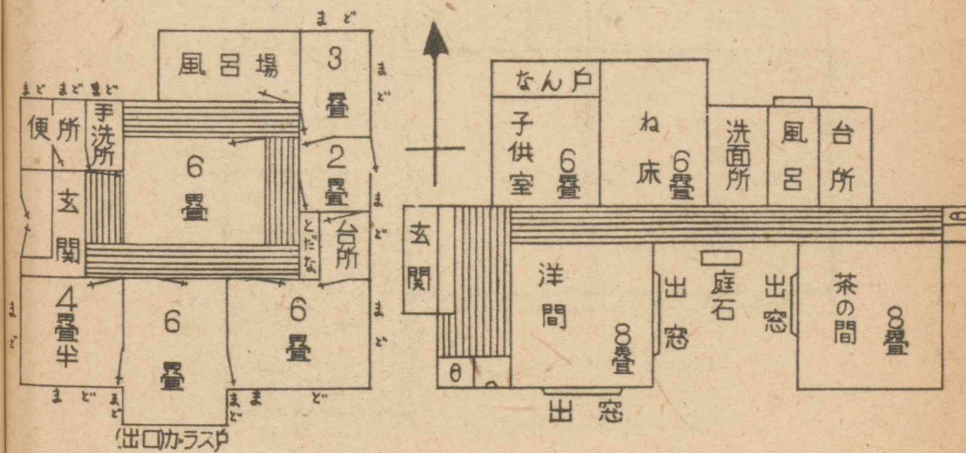 まど
風呂場
3畳
まど
まど
まど
まど
便所
手洗所
6畳
2畳
まど
玄関
とだな
台所
4畳半
6畳
6畳
まど
まど
まど
まど
まど
まど
(出口)ガラス戸
なん戸
子供室
6畳
ね床
6畳
洗面所
風呂
台所
玄関
洋間
8畳
出窓
庭石
出窓
茶の間
8畳
出窓